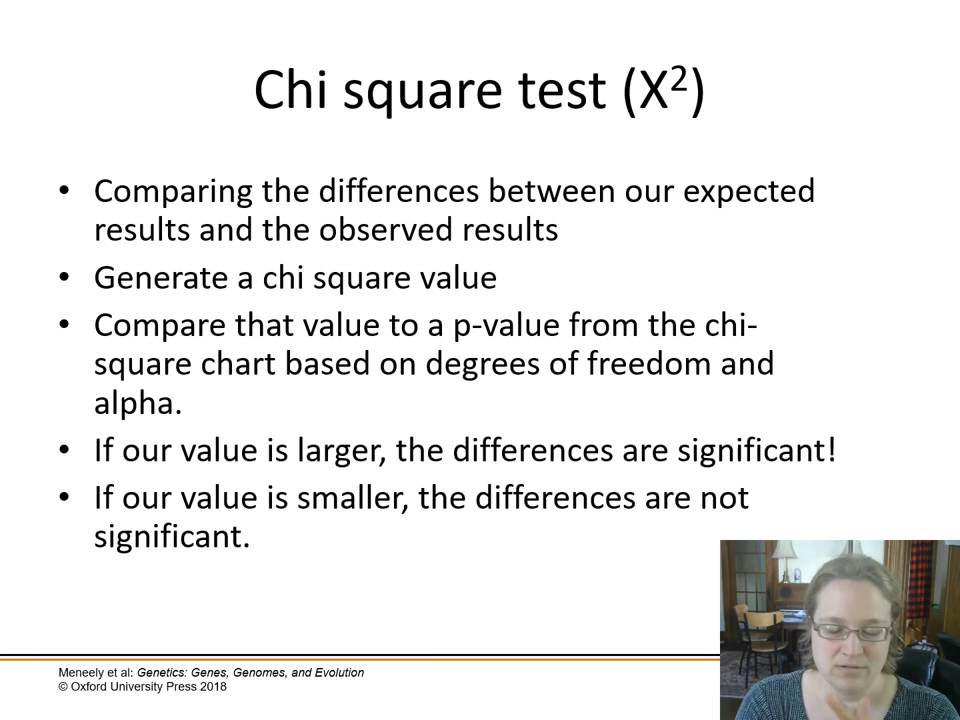 Chi square test (X²)
• Comparing the differences between our expected
results and the observed results
• Generate a chi square value
• Compare that value to a p-value from the chi-
square chart based on degrees of freedom and
alpha.
• If our value is larger, the differences are significant!
• If our value is smaller, the differences are not
significant.
Meneely et al: Genetics: Genes, Genomes, and Evolution
© Oxford University Press 2018